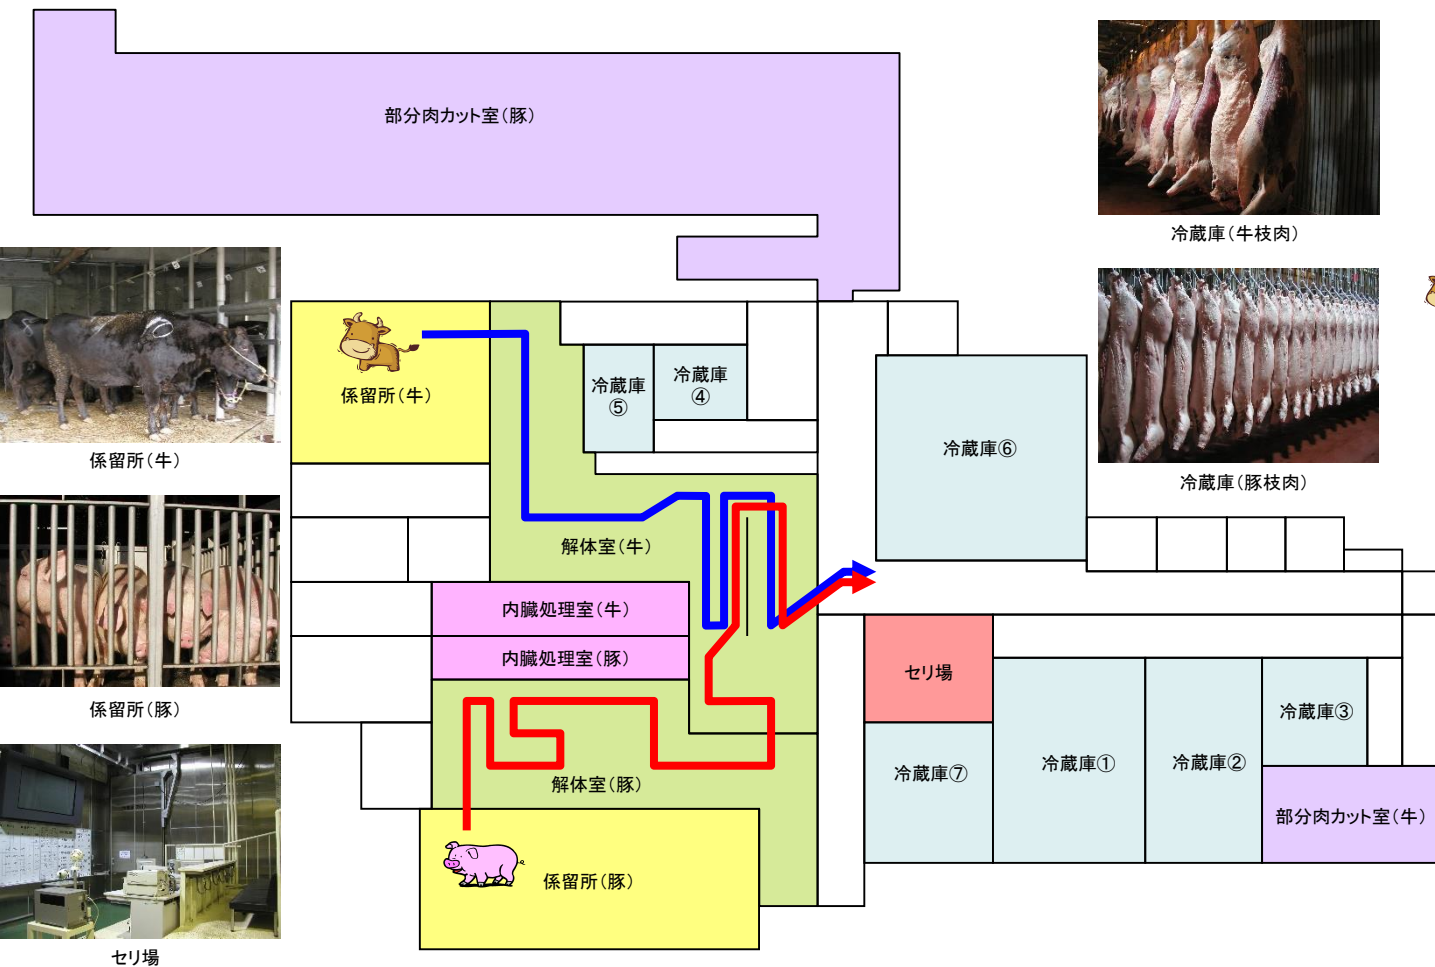 部分肉カット室（豚）
冷蔵庫（牛枝肉）
係留所（牛）
冷蔵庫
⑤
冷蔵庫
④
冷蔵庫⑥
係留所（牛）
冷蔵庫（豚枝肉）
解体室（牛）
内臓処理室（牛）
内臓処理室（豚）
セリ場
係留所（豚）
冷蔵庫③
冷蔵庫⑦
冷蔵庫①
冷蔵庫②
解体室（豚）
部分肉カット室（牛）
係留所（豚）
セリ場